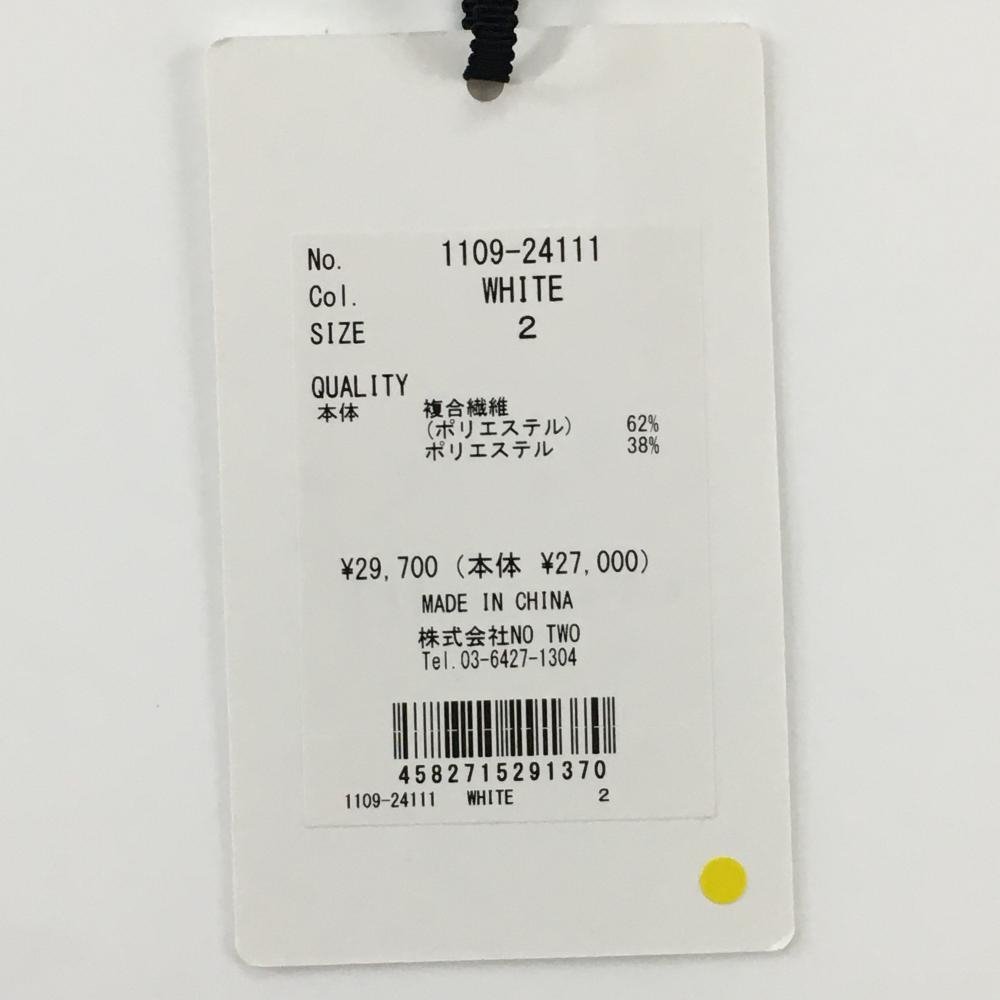 No. 1109-24111
Col. WHITE
SIZE 2
QUALITY
本体 複合繊維
(ポリエステル) 62%
ポリエステル 38%
¥29,700 (本体 ¥27,000)
MADE IN CHINA
株式会社NO TWO
Tel.03-6427-1304
4582715291370
1109-24111 WHITE 2